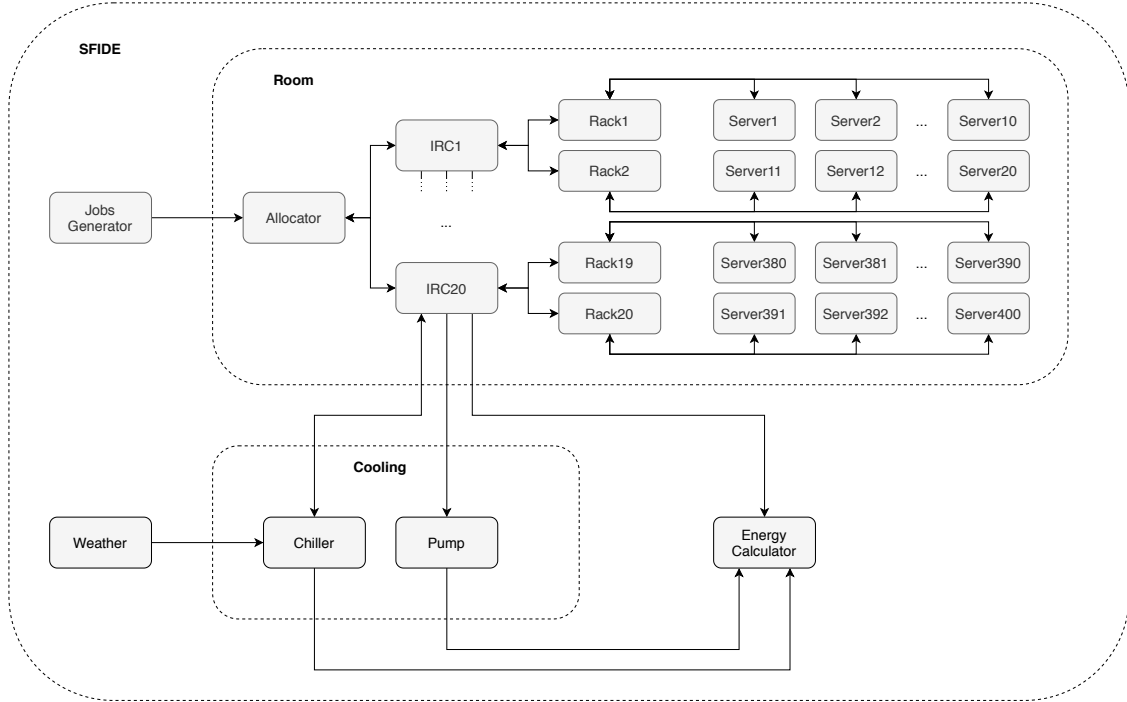 SFIDE
Room
Rack1
Server1
Server2
...
Server10
IRC1
Rack2
Server11
Server12
...
Server20
Jobs
Generator
Allocator
...
Rack19
Server380
Server381
...
Server390
IRC20
Rack20
Server391
Server392
...
Server400
Cooling
Weather
Chiller
Pump
Energy
Calculator